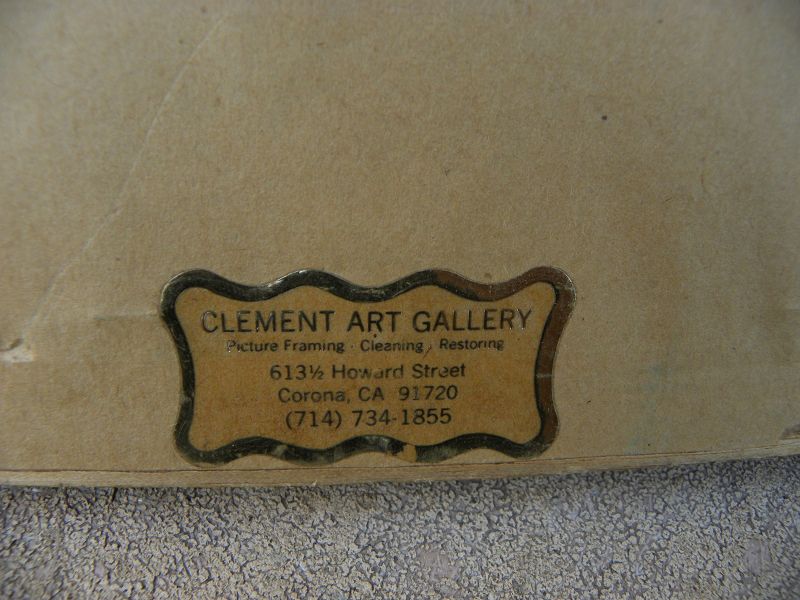 CLEMENT ART GALLERY
Picture Framing · Cleaning · Restoring
613½ Howard Street
Corona, CA 91720
(714) 734-1855